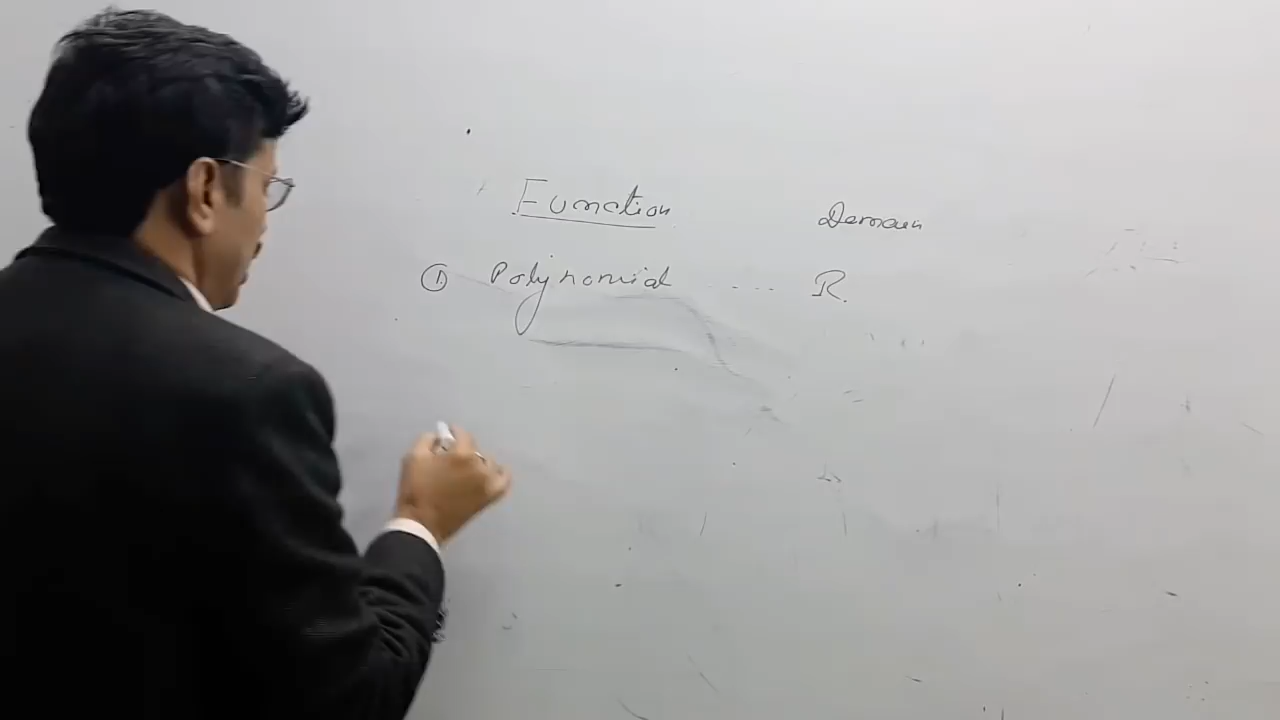 Function Domain
① Polynomial .... R.